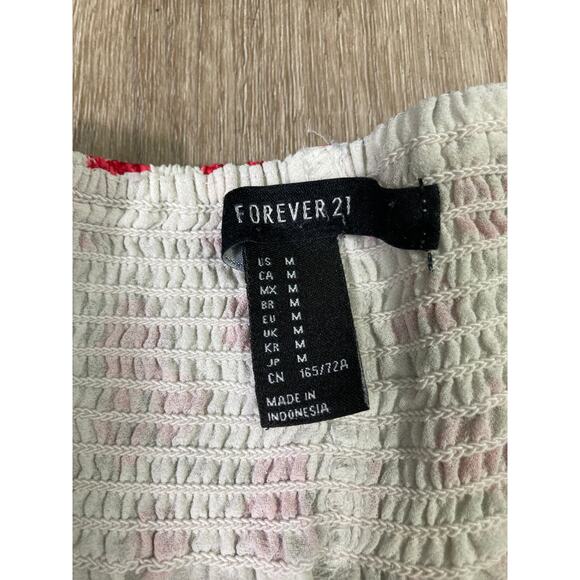 FOREVER 21
US M
CA M
MX M
BR M
EU M
UK M
KR M
JP M
CN 165/72A
MADE IN
INDONESIA